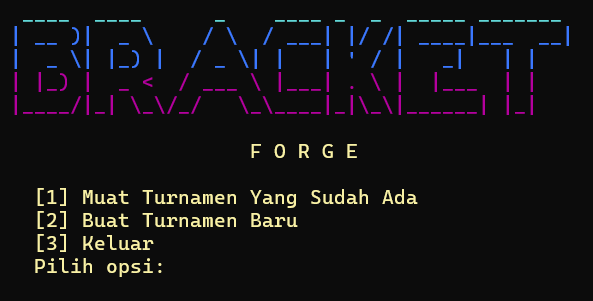 BRACKET
F O R G E
[1] Muat Turnamen Yang Sudah Ada
[2] Buat Turnamen Baru
[3] Keluar
Pilih opsi: